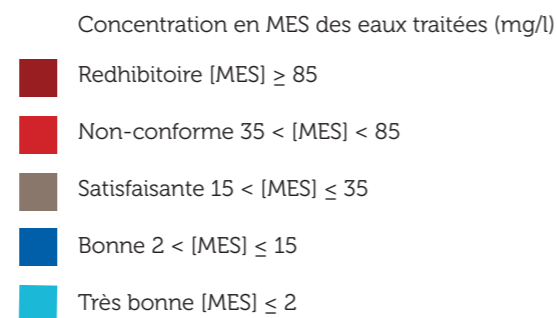 Concentration en MES des eaux traitées (mg/l)
Redhibitoire [MES] ≥ 85
Non-conforme 35 < [MES] < 85
Satisfaisante 15 < [MES] ≤ 35
Bonne 2 < [MES] ≤ 15
Très bonne [MES] ≤ 2